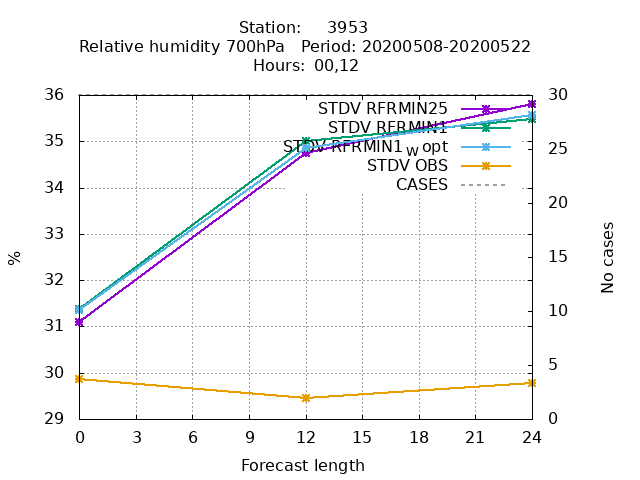 Station: 3953
Relative humidity 700hPa Period: 20200508-20200522
Hours: 00,12
36 30
STDV RFRMIN25
STDV RFRMIN1
35 25
STDV RFRMIN1 W opt
STDV OBS
34 CASES
20
33
% No cases
15
32
10
31
5
30
29 0
0 3 6 9 12 15 18 21 24
Forecast length